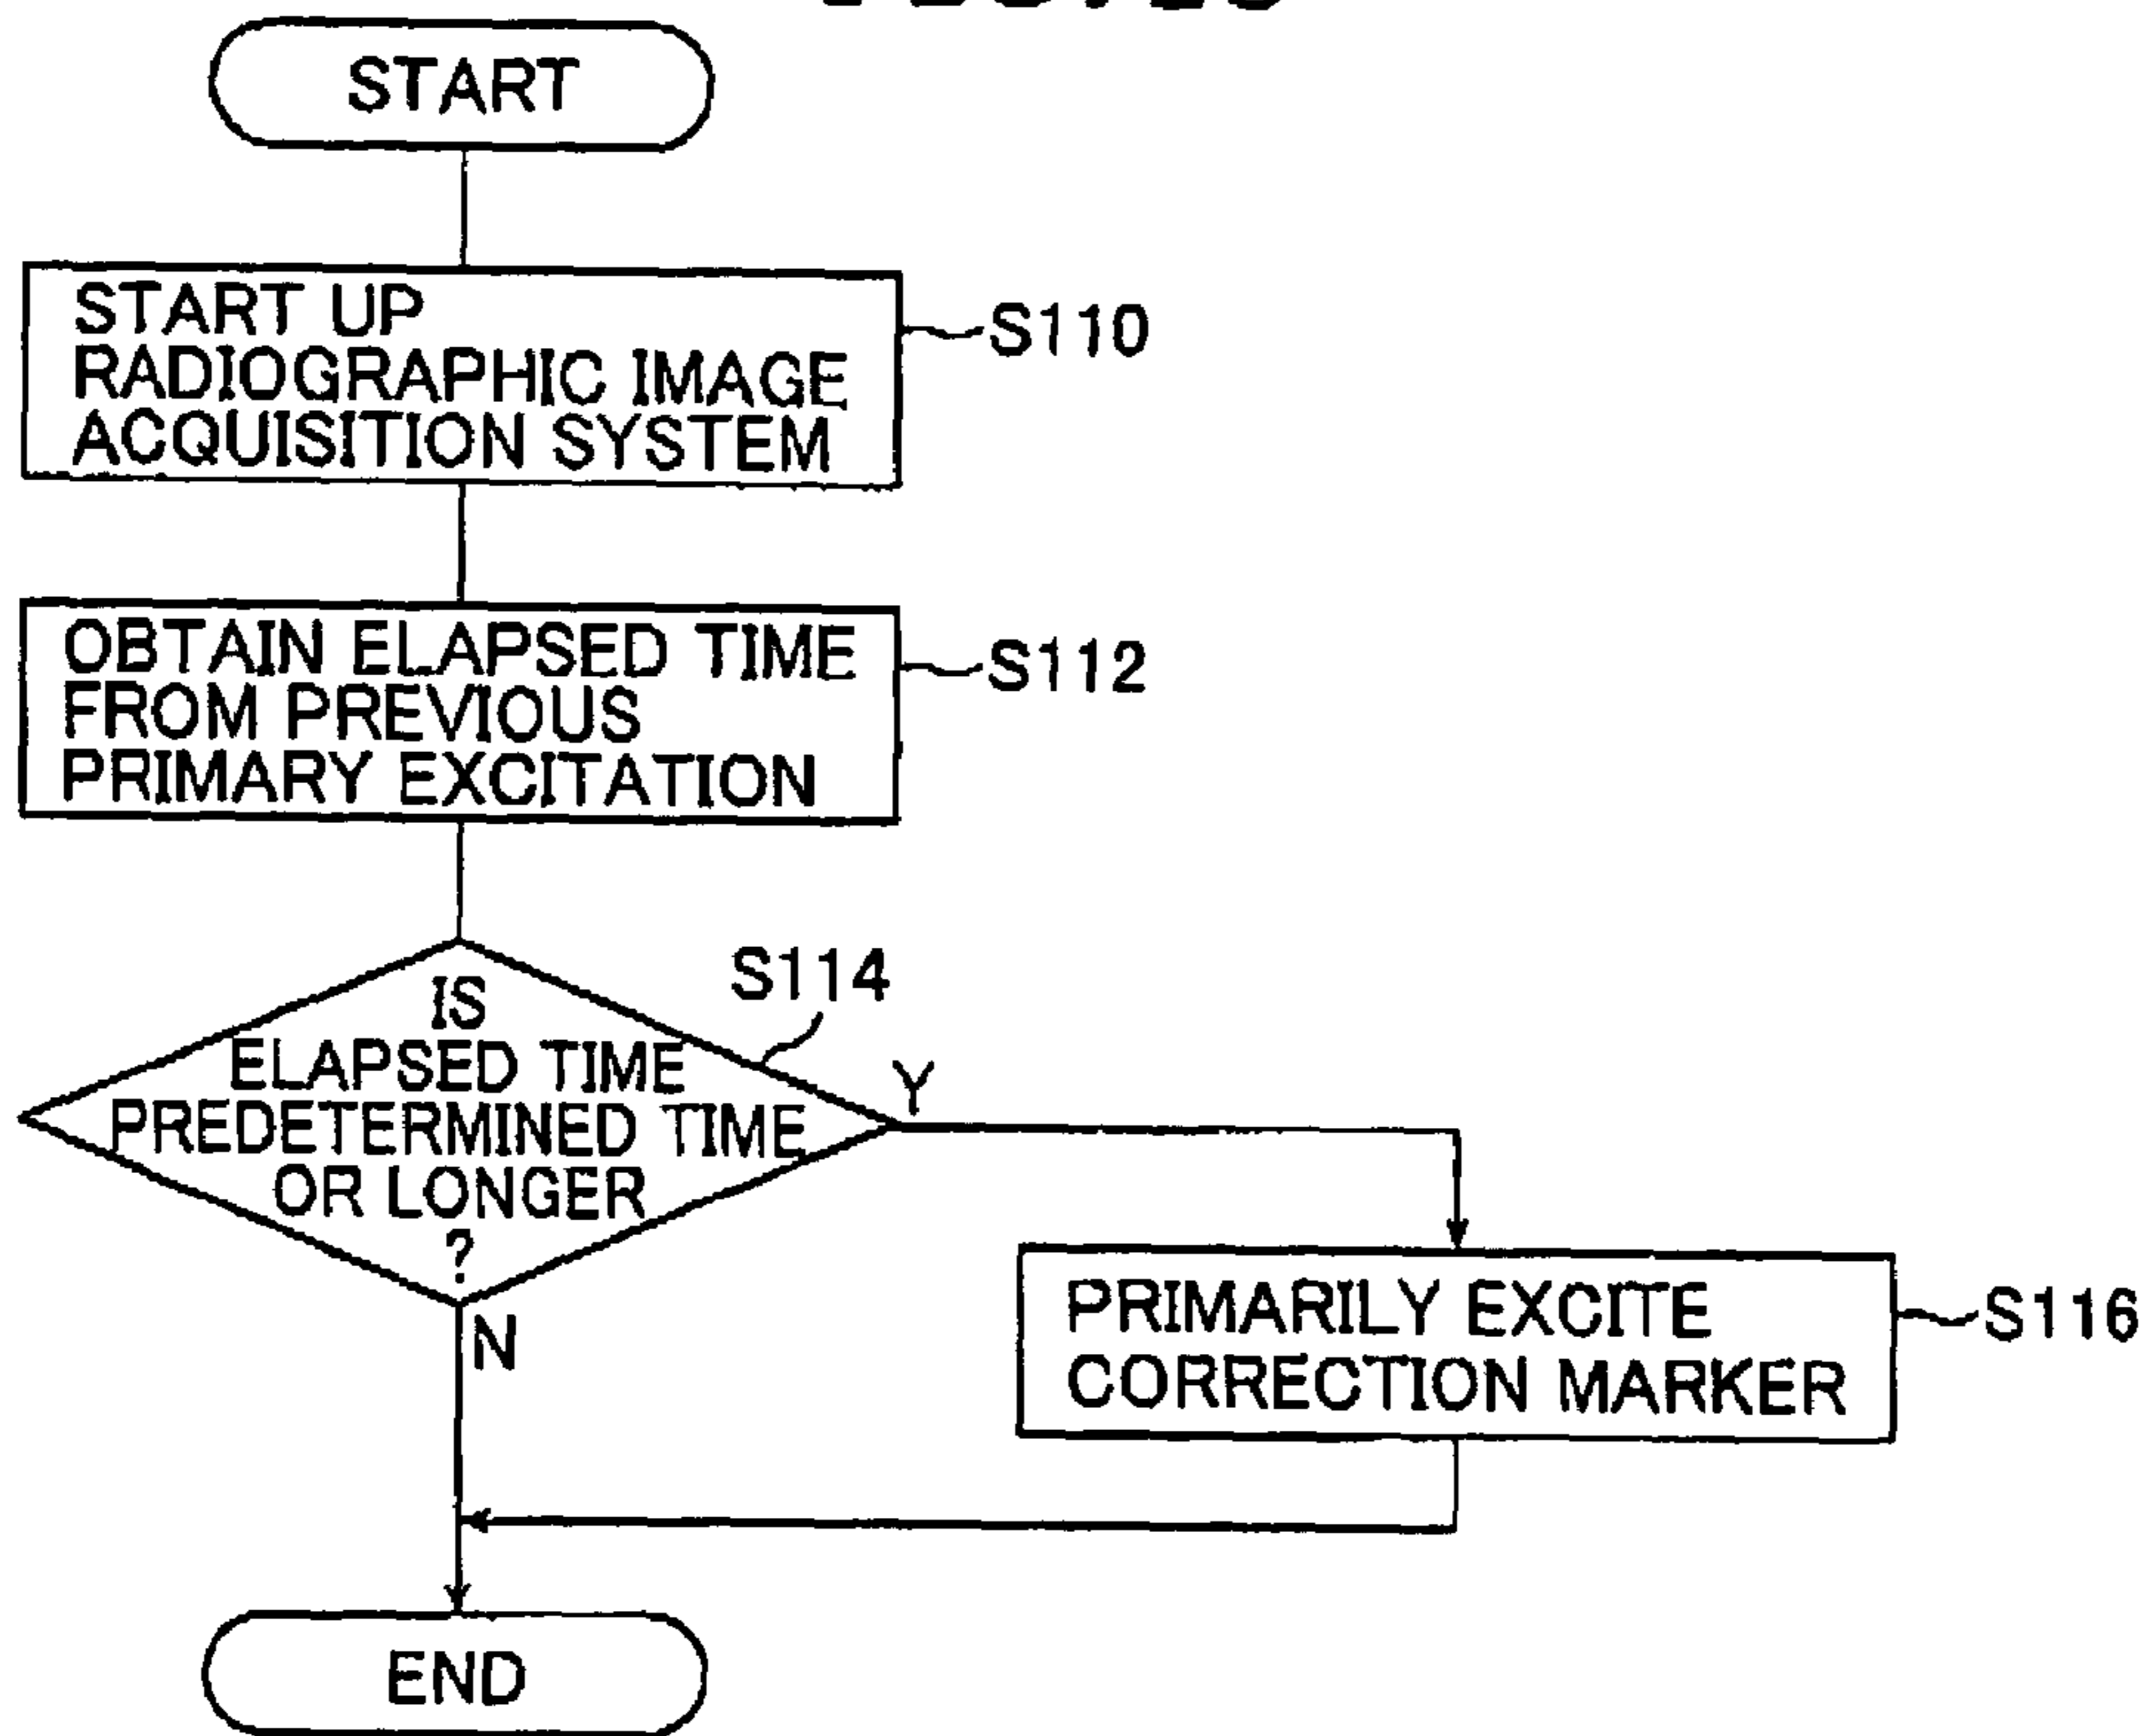 START
START UP
RADIOGRAPHIC IMAGE
ACQUISITION SYSTEM
S110
OBTAIN ELAPSED TIME
FROM PREVIOUS
PRIMARY EXCITATION
S112
S114
IS
ELAPSED TIME
PREDETERMINED TIME
OR LONGER
?
Y
N
PRIMARILY EXCITE
CORRECTION MARKER
S116
END